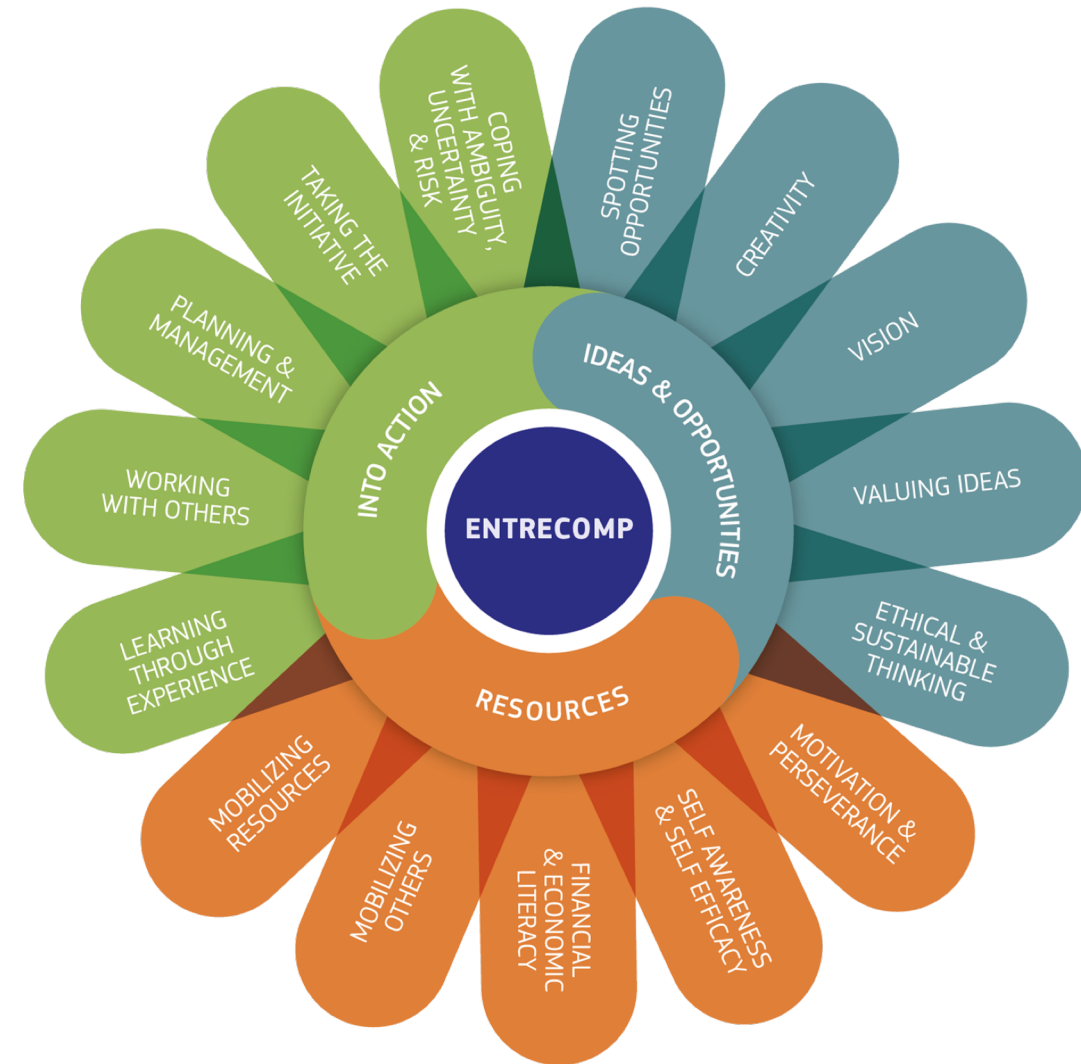 ENTRECOMP
IDEAS & OPPORTUNITIES
SPOTTING
OPPORTUNITIES
CREATIVITY
VISION
VALUING IDEAS
ETHICAL &
SUSTAINABLE
THINKING
RESOURCES
MOTIVATION &
PERSEVERANCE
SELF AWARENESS
& SELF EFFICACY
FINANCIAL
& ECONOMIC
LITERACY
MOBILIZING
OTHERS
MOBILIZING
RESOURCES
INTO ACTION
LEARNING
THROUGH
EXPERIENCE
WORKING
WITH OTHERS
PLANNING &
MANAGEMENT
TAKING THE
INITIATIVE
COPING
WITH AMBIGUITY,
UNCERTAINTY
& RISK